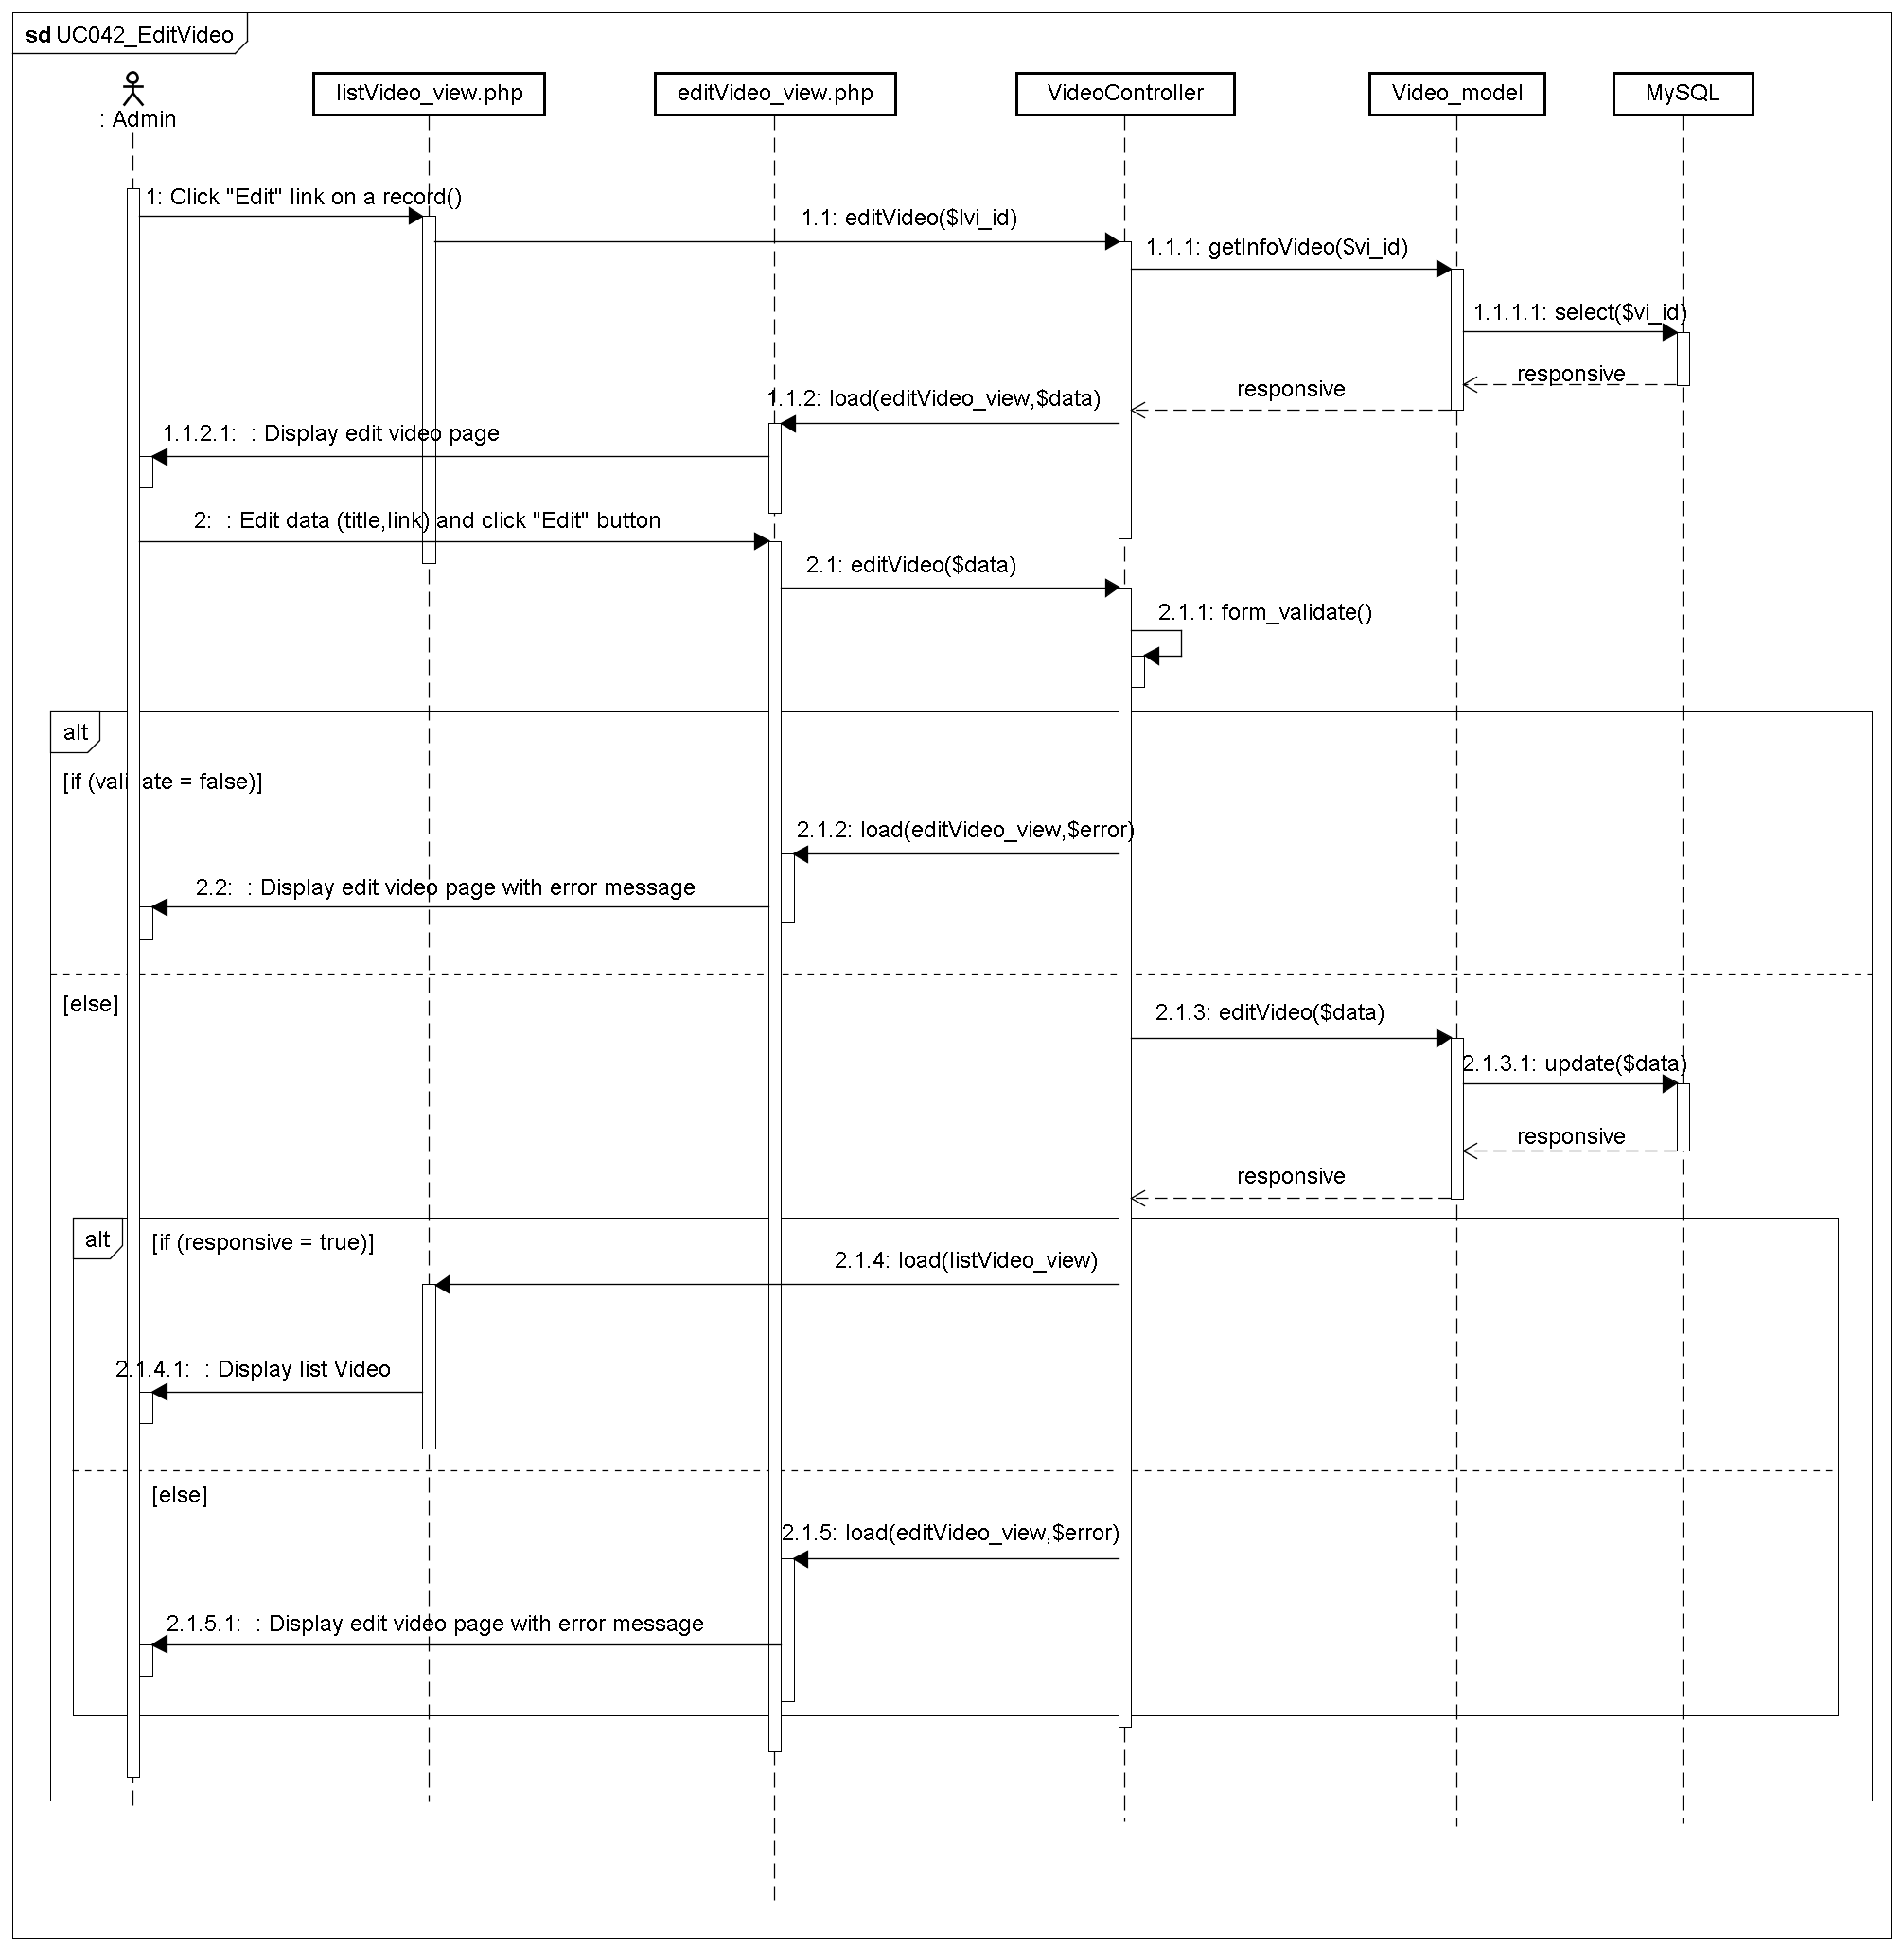 sd UC042_EditVideo
: Admin
listVideo_view.php
editVideo_view.php
VideoController
Video_model
MySQL
1: Click "Edit" link on a record()
1.1: editVideo($lvi_id)
1.1.1: getInfoVideo($vi_id)
1.1.1.1: select($vi_id)
responsive
responsive
1.1.2: load(editVideo_view,$data)
1.1.2.1:  : Display edit video page
2:  : Edit data (title,link) and click "Edit" button
2.1: editVideo($data)
2.1.1: form_validate()
alt
[if (validate = false)]
2.1.2: load(editVideo_view,$error)
2.2:  : Display edit video page with error message
[else]
2.1.3: editVideo($data)
2.1.3.1: update($data)
responsive
responsive
alt
[if (responsive = true)]
2.1.4: load(listVideo_view)
2.1.4.1:  : Display list Video
[else]
2.1.5: load(editVideo_view,$error)
2.1.5.1:  : Display edit video page with error message